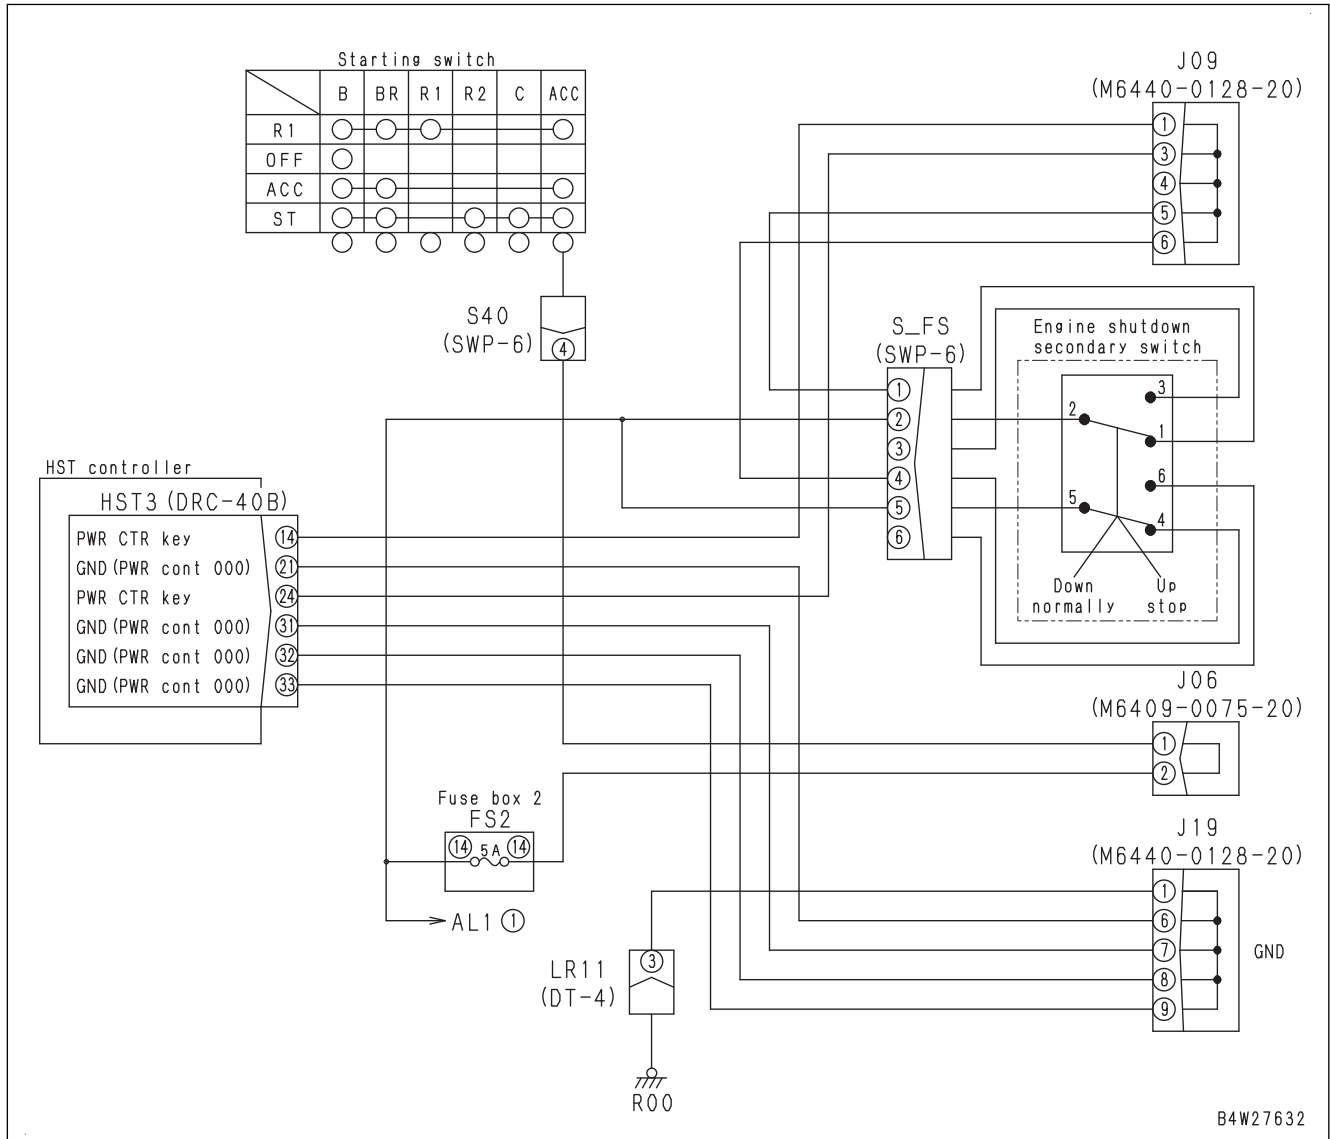 Starting switch
B BR R1 R2 C ACC
R1
OFF
ACC
ST
S40
(SWP-6)
4
J09
(M6440-0128-20)
1
3
4
5
6
S_FS
(SWP-6)
1
2
3
4
5
6
Engine shutdown
secondary switch
3
2
1
6
5
4
Down
normally
Up
stop
HST controller
HST3 (DRC-40B)
PWR CTR key 14
GND (PWR cont 000) 21
PWR CTR key 24
GND (PWR cont 000) 31
GND (PWR cont 000) 32
GND (PWR cont 000) 33
J06
(M6409-0075-20)
1
2
Fuse box 2
FS2
14 5A 14
AL1 1
J19
(M6440-0128-20)
1
6
7
8
9
GND
LR11
(DT-4)
3
R00
B4W27632